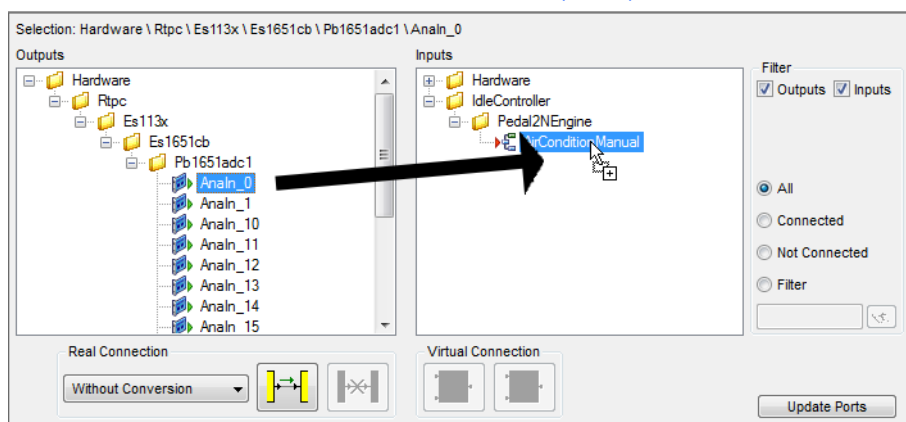 Selection: Hardware \ Rtpc \ Es113x \ Es1651cb \ Pb1651adc1 \ AnaIn_0
Outputs
Hardware
Rtpc
Es113x
Es1651cb
Pb1651adc1
AnaIn_0
AnaIn_1
AnaIn_10
AnaIn_11
AnaIn_12
AnaIn_13
AnaIn_14
AnaIn_15
Inputs
Hardware
IdleController
Pedal2NEngine
AirConditionManual
Filter
Outputs Inputs
All
Connected
Not Connected
Filter
Real Connection
Without Conversion
Virtual Connection
Update Ports